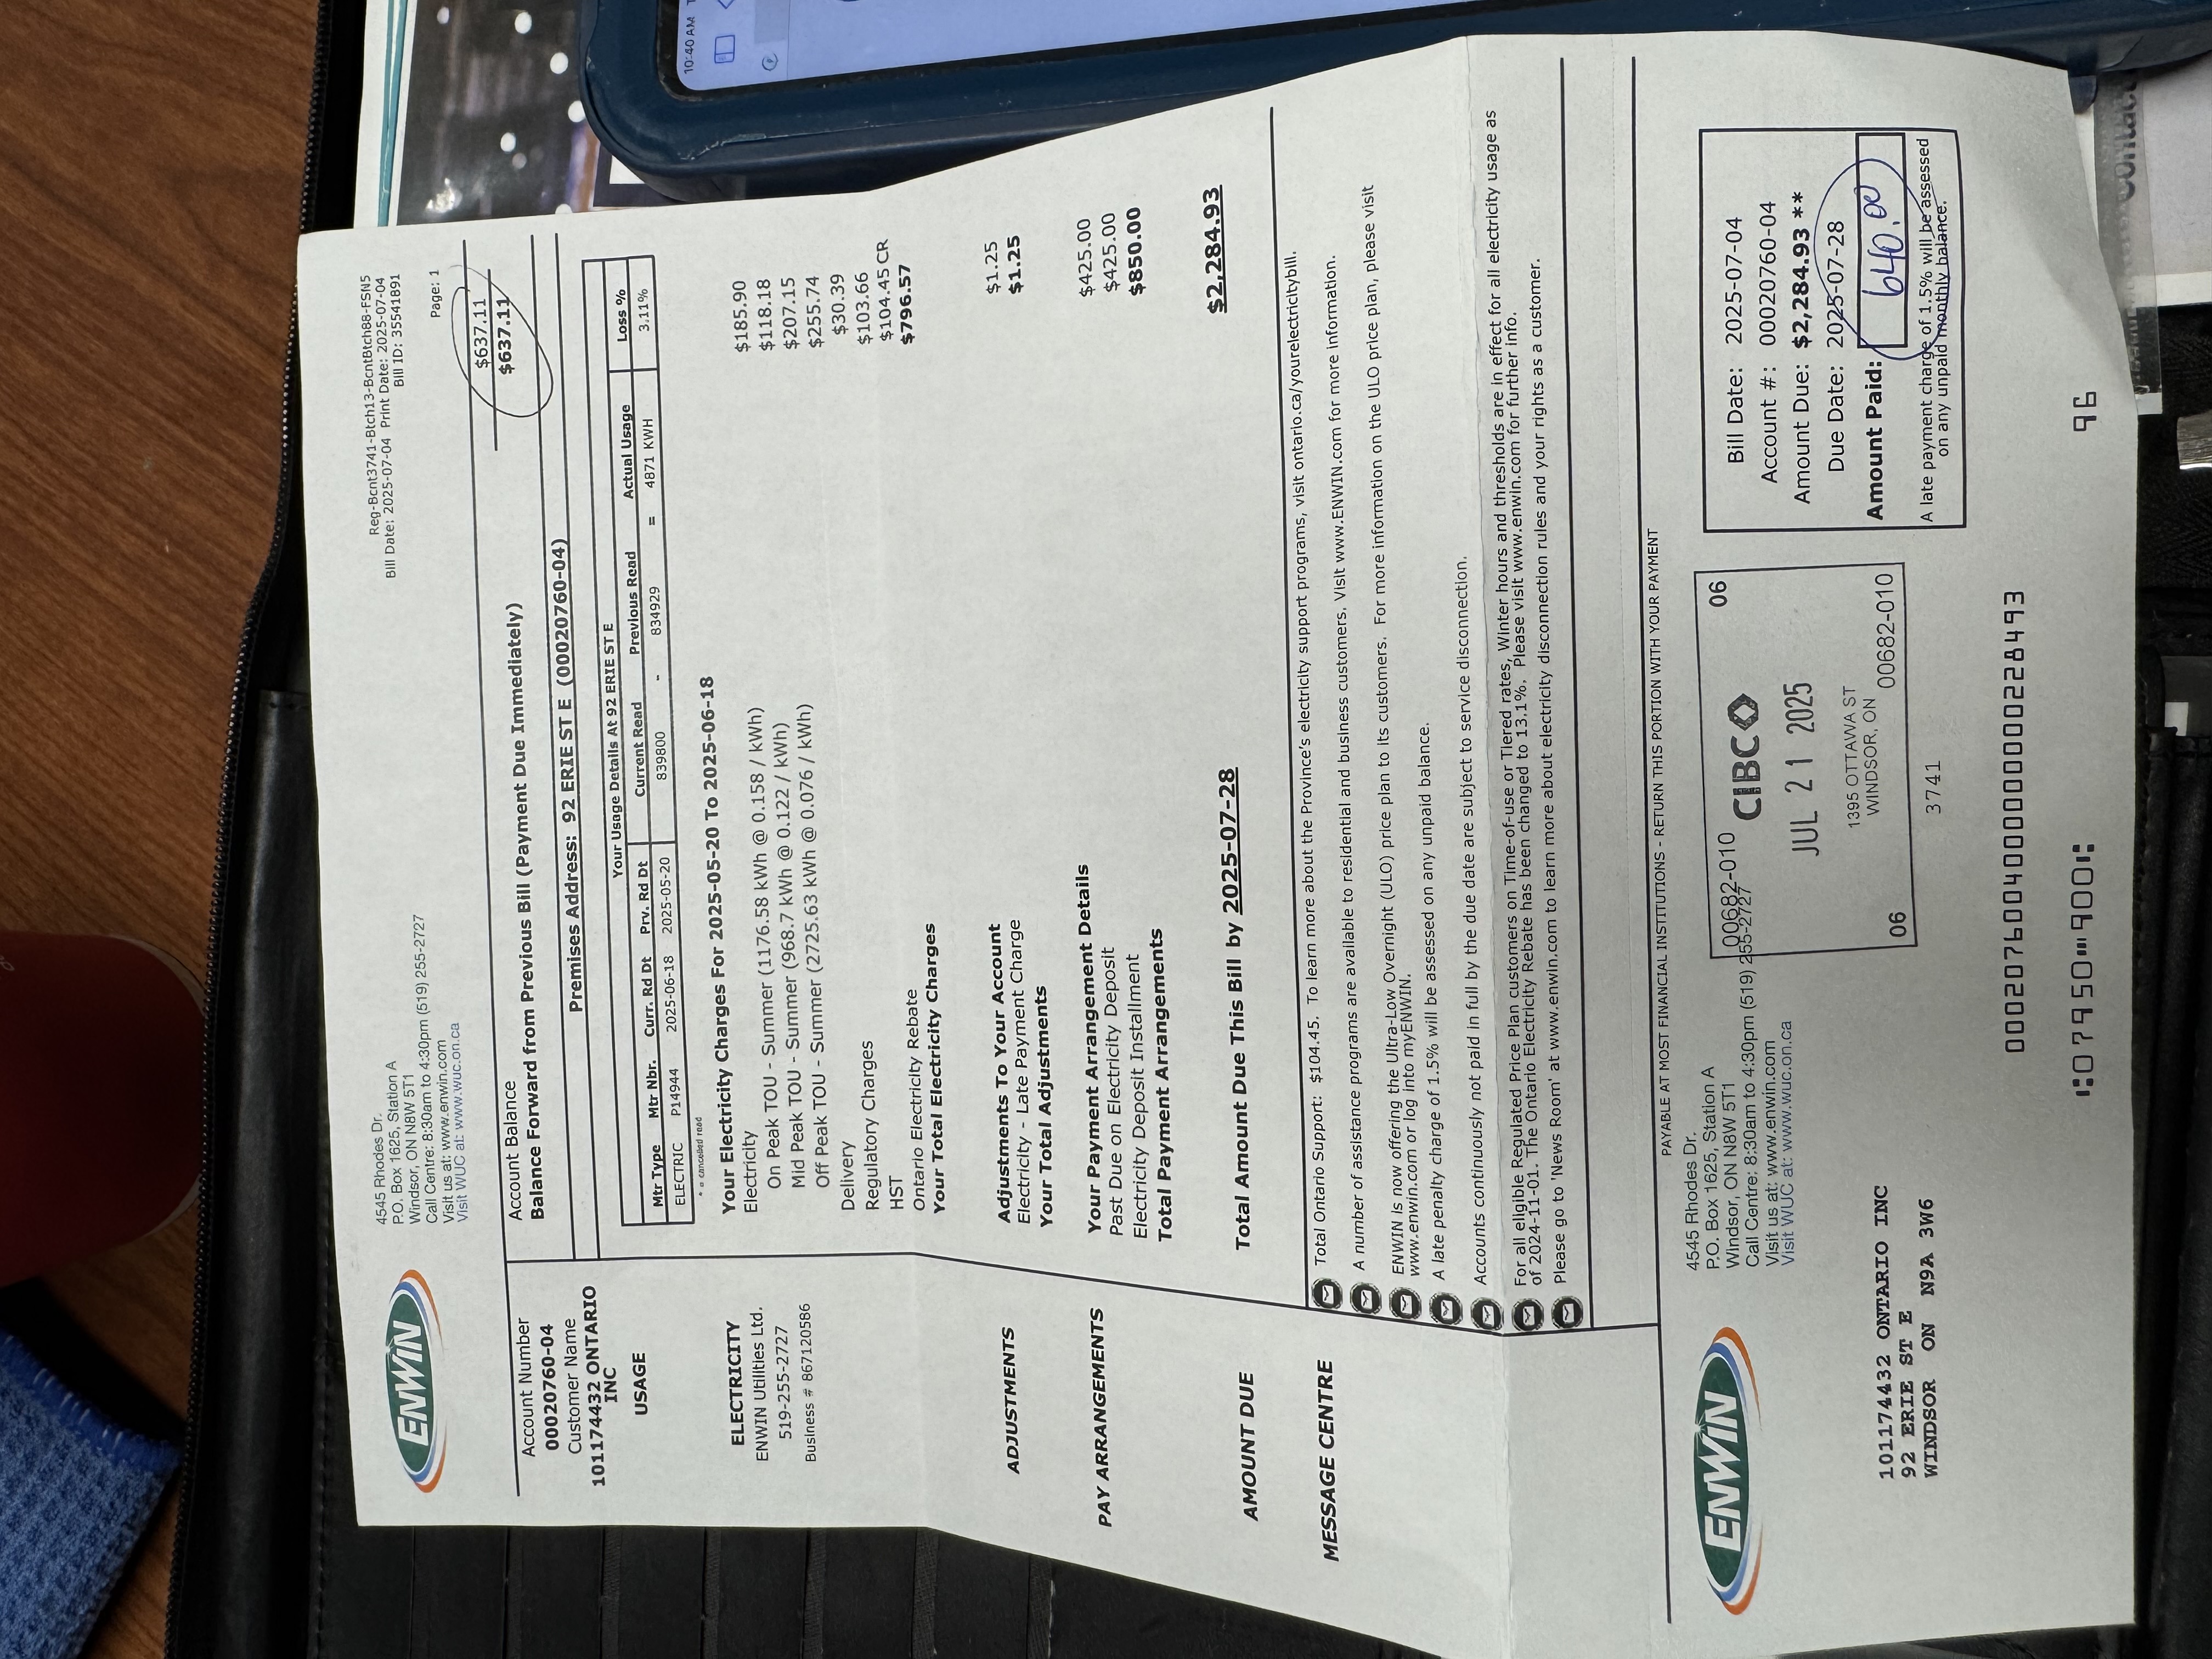 ENWIN
4545 Rhodes Dr.
P.O. Box 1625, Station A
Windsor, ON N8W 5T1
Call Centre: 8:30am to 4:30pm (519) 255-2727
Visit us at: www.enwin.com
Visit WUC at: www.wuc.on.ca
Reg-Bcnt3741-Btch13-BcntBtch88-FSN5
Bill Date: 2025-07-04 Print Date: 2025-07-04
Bill ID: 35541891
Page: 1
Account Number
00020760-04
Customer Name
101174432 ONTARIO
INC
Account Balance $637.11
Balance Forward from Previous Bill (Payment Due Immediately) $637.11
Premises Address: 92 ERIE ST E (00020760-04)
USAGE
Your Usage Details At 92 ERIE ST E
Mtr Type Mtr Nbr. Curr. Rd Dt Prv. Rd Dt Current Read Previous Read Actual Usage Loss %
ELECTRIC P14944 2025-06-18 2025-05-20 839800 - 834929 = 4871 KWH 3.11%
* = cancelled read
ELECTRICITY
ENWIN Utilities Ltd.
519-255-2727
Business # 867120586
Your Electricity Charges For 2025-05-20 To 2025-06-18
Electricity
On Peak TOU - Summer (1176.58 kWh @ 0.158 / kWh) $185.90
Mid Peak TOU - Summer (968.7 kWh @ 0.122 / kWh) $118.18
Off Peak TOU - Summer (2725.63 kWh @ 0.076 / kWh) $207.15
Delivery $255.74
Regulatory Charges $30.39
HST $103.66
Ontario Electricity Rebate $104.45 CR
Your Total Electricity Charges $796.57
ADJUSTMENTS
Adjustments To Your Account
Electricity - Late Payment Charge $1.25
Your Total Adjustments $1.25
PAY ARRANGEMENTS
Your Payment Arrangement Details
Past Due on Electricity Deposit $425.00
Electricity Deposit Installment $425.00
Total Payment Arrangements $850.00
AMOUNT DUE
Total Amount Due This Bill by 2025-07-28 $2,284.93
MESSAGE CENTRE
Total Ontario Support: $104.45. To learn more about the Province's electricity support programs, visit ontario.ca/yourelectricitybill.
A number of assistance programs are available to residential and business customers. Visit www.ENWIN.com for more information.
ENWIN is now offering the Ultra-Low Overnight (ULO) price plan to its customers. For more information on the ULO price plan, please visit
www.enwin.com or log into myENWIN.
A late penalty charge of 1.5% will be assessed on any unpaid balance.
Accounts continuously not paid in full by the due date are subject to service disconnection.
For all eligible Regulated Price Plan customers on Time-of-use or Tiered rates, Winter hours and thresholds are in effect for all electricity usage as
of 2024-11-01. The Ontario Electricity Rebate has been changed to 13.1%. Please visit www.enwin.com for further info.
Please go to 'News Room' at www.enwin.com to learn more about electricity disconnection rules and your rights as a customer.
PAYABLE AT MOST FINANCIAL INSTITUTIONS - RETURN THIS PORTION WITH YOUR PAYMENT
ENWIN
4545 Rhodes Dr.
P.O. Box 1625, Station A
Windsor, ON N8W 5T1
Call Centre: 8:30am to 4:30pm (519) 255-2727
Visit us at: www.enwin.com
Visit WUC at: www.wuc.on.ca
00682-010 06
CIBC
JUL 21 2025
1395 OTTAWA ST
WINDSOR, ON
06 00682-010
3741
Bill Date: 2025-07-04
Account #: 00020760-04
Amount Due: $2,284.93 **
Due Date: 2025-07-28
Amount Paid: 640.00
A late payment charge of 1.5% will be assessed
on any unpaid monthly balance.
101174432 ONTARIO INC
92 ERIE ST E
WINDSOR ON N9A 3W6
000207600400000000000228493
⑆07950⑉900⑆ 96
10:40 AM
Contact